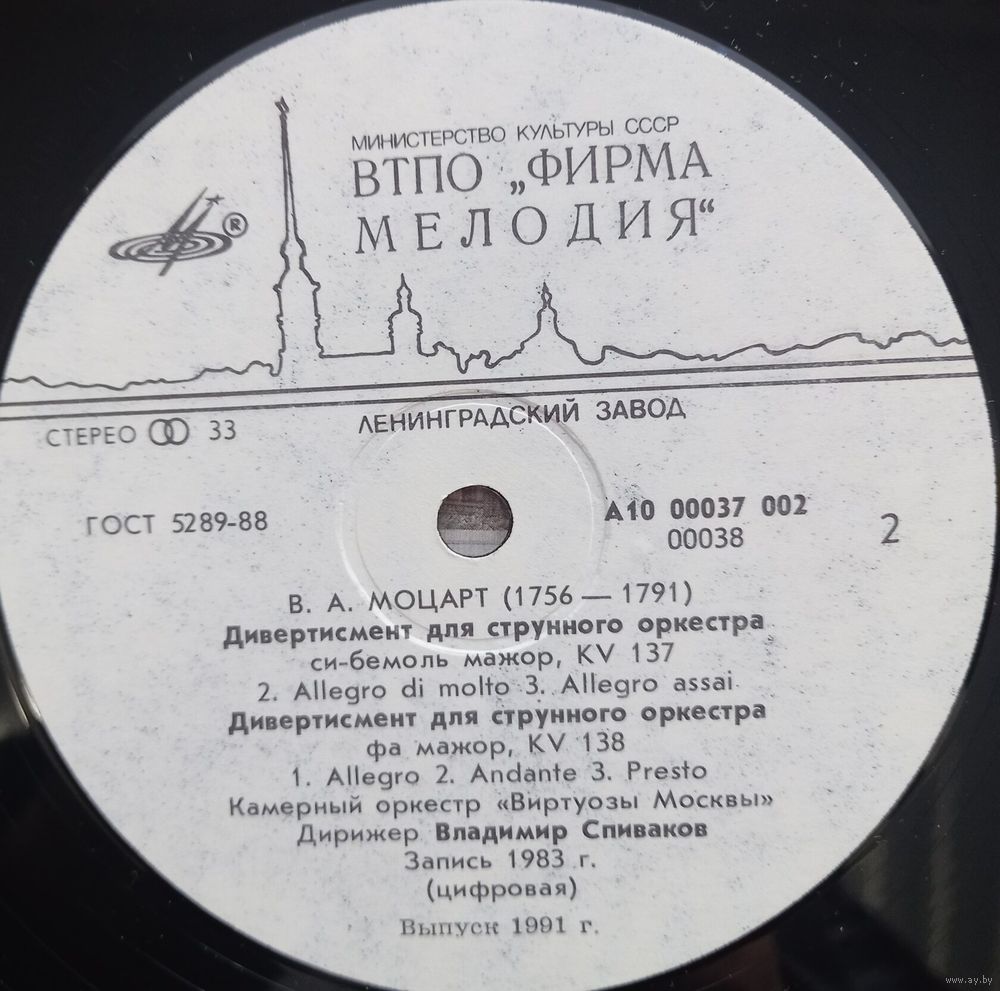 МИНИСТЕРСТВО КУЛЬТУРЫ СССР
ВТПО „ФИРМА
МЕЛОДИЯ“
®
ЛЕНИНГРАДСКИЙ ЗАВОД
СТЕРЕО 33
ГОСТ 5289-88
А10 00037 002
00038
2
В. А. МОЦАРТ (1756 — 1791)
Дивертисмент для струнного оркестра
си-бемоль мажор, KV 137
2. Allegro di molto 3. Allegro assai
Дивертисмент для струнного оркестра
фа мажор, KV 138
1. Allegro 2. Andante 3. Presto
Камерный оркестр «Виртуозы Москвы»
Дирижер Владимир Спиваков
Запись 1983 г.
(цифровая)
Выпуск 1991 г.
www.ay.by